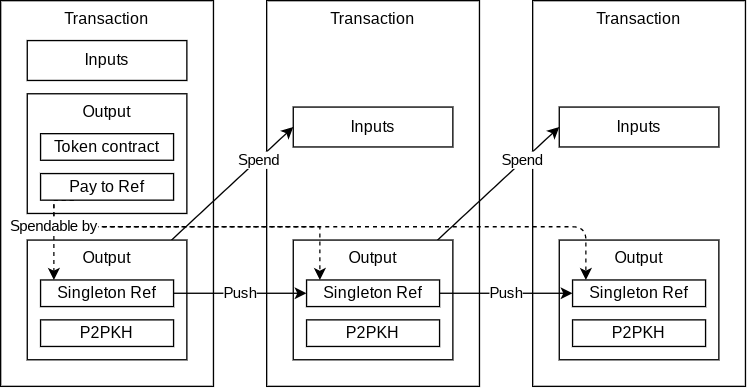 Transaction
Inputs
Output
Token contract
Pay to Ref
Spendable by
Output
Singleton Ref
P2PKH
Spend
Push
Transaction
Inputs
Output
Singleton Ref
P2PKH
Spend
Push
Transaction
Inputs
Output
Singleton Ref
P2PKH